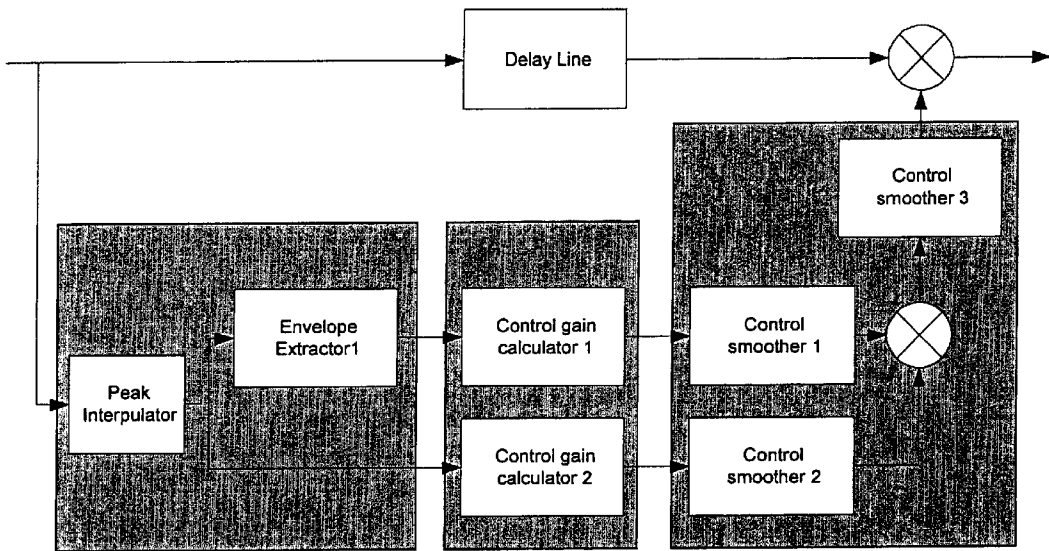 Delay Line
Control
smoother 3
Envelope
Extractor1
Control gain
calculator 1
Control
smoother 1
Peak
Interpulator
Control gain
calculator 2
Control
smoother 2